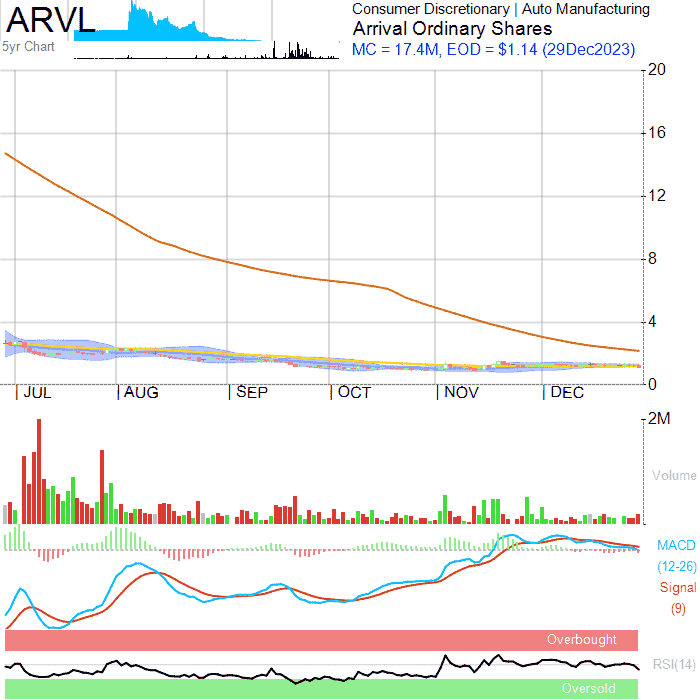 ARVL
5yr Chart
Consumer Discretionary | Auto Manufacturing
Arrival Ordinary Shares
MC = 17.4M, EOD = $1.14 (29Dec2023)
20
16
12
8
4
0
JUL AUG SEP OCT NOV DEC
2M
Volume
MACD
(12-26)
Signal
(9)
Overbought
RSI(14)
Oversold